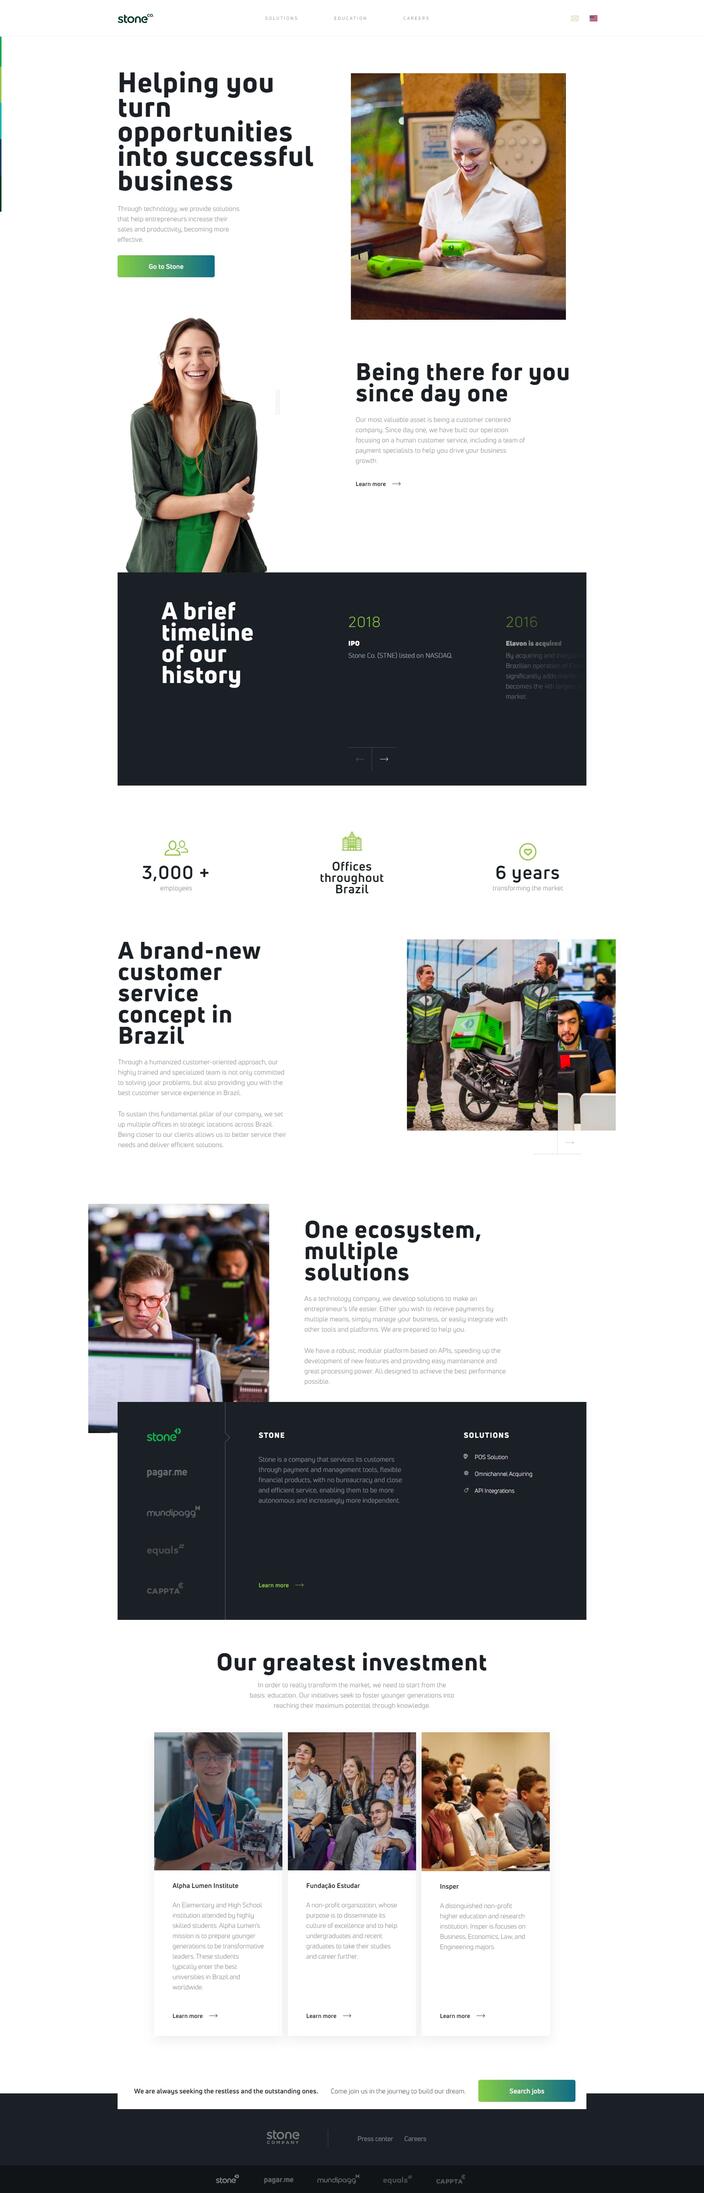 stone co.
SOLUTIONS
EDUCATION
CAREERS
Helping you
turn
opportunities
into successful
business
Through technology, we provide solutions
that help entrepreneurs increase their
sales and productivity, becoming more
effective.
Go to Stone
Being there for you
since day one
Our most valuable asset is being a customer centered
company. Since day one, we have built our operation
focusing on a human customer service, including a team of
payment specialists to help you drive your business
growth.
Learn more
A brief
timeline
of our
history
2018
IPO
Stone Co. (STNE) listed on NASDAQ.
2016
Elavon is acquired
By acquiring and
Brazilian operation of
significantly adds
becomes the 4th largest
market.
3,000 +
employees
Offices
throughout
Brazil
6 years
transforming the market
A brand-new
customer
service
concept in
Brazil
Through a humanized customer-oriented approach, our
highly trained and specialized team is not only committed
to solving your problems, but also providing you with the
best customer service experience in Brazil.
To sustain this fundamental pillar of our company, we set
up multiple offices in strategic locations across Brazil.
Being closer to our clients allows us to better service their
needs and deliver efficient solutions.
One ecosystem,
multiple
solutions
As a technology company, we develop solutions to make an
entrepreneur's life easier. Either you wish to receive payments by
multiple means, simply manage your business, or easily integrate with
other tools and platforms. We are prepared to help you.
We have a robust, modular platform based on APIs, speeding up the
development of new features and providing easy maintenance and
great processing power. All designed to achieve the best performance
possible.
stone
pagar.me
mundipagg
equals
CAPPTA
STONE
Stone is a company that services its customers
through payment and management tools, flexible
financial products, with no bureaucracy and close
and efficient service, enabling them to be more
autonomous and increasingly more independent.
Learn more
SOLUTIONS
POS Solution
Omnichannel Acquiring
API Integrations
Our greatest investment
In order to really transform the market, we need to start from the
basis: education. Our initiatives seek to foster younger generations into
reaching their maximum potential through knowledge.
Alpha Lumen Institute
An Elementary and High School
institution attended by highly
skilled students. Alpha Lumen's
mission is to prepare younger
generations to be transformative
leaders. These students
typically enter the best
universities in Brazil and
worldwide.
Learn more
Fundação Estudar
A non-profit organization, whose
purpose is to disseminate its
culture of excellence and to help
undergraduates and recent
graduates to take their studies
and career further.
Learn more
Insper
A distinguished non-profit
higher education and research
institution. Insper is focuses on
Business, Economics, Law, and
Engineering majors.
Learn more
We are always seeking the restless and the outstanding ones.
Come join us in the journey to build our dream.
Search jobs
stone
COMPANY
Press center
Careers
stone
pagar.me
mundipagg
equals
CAPPTA